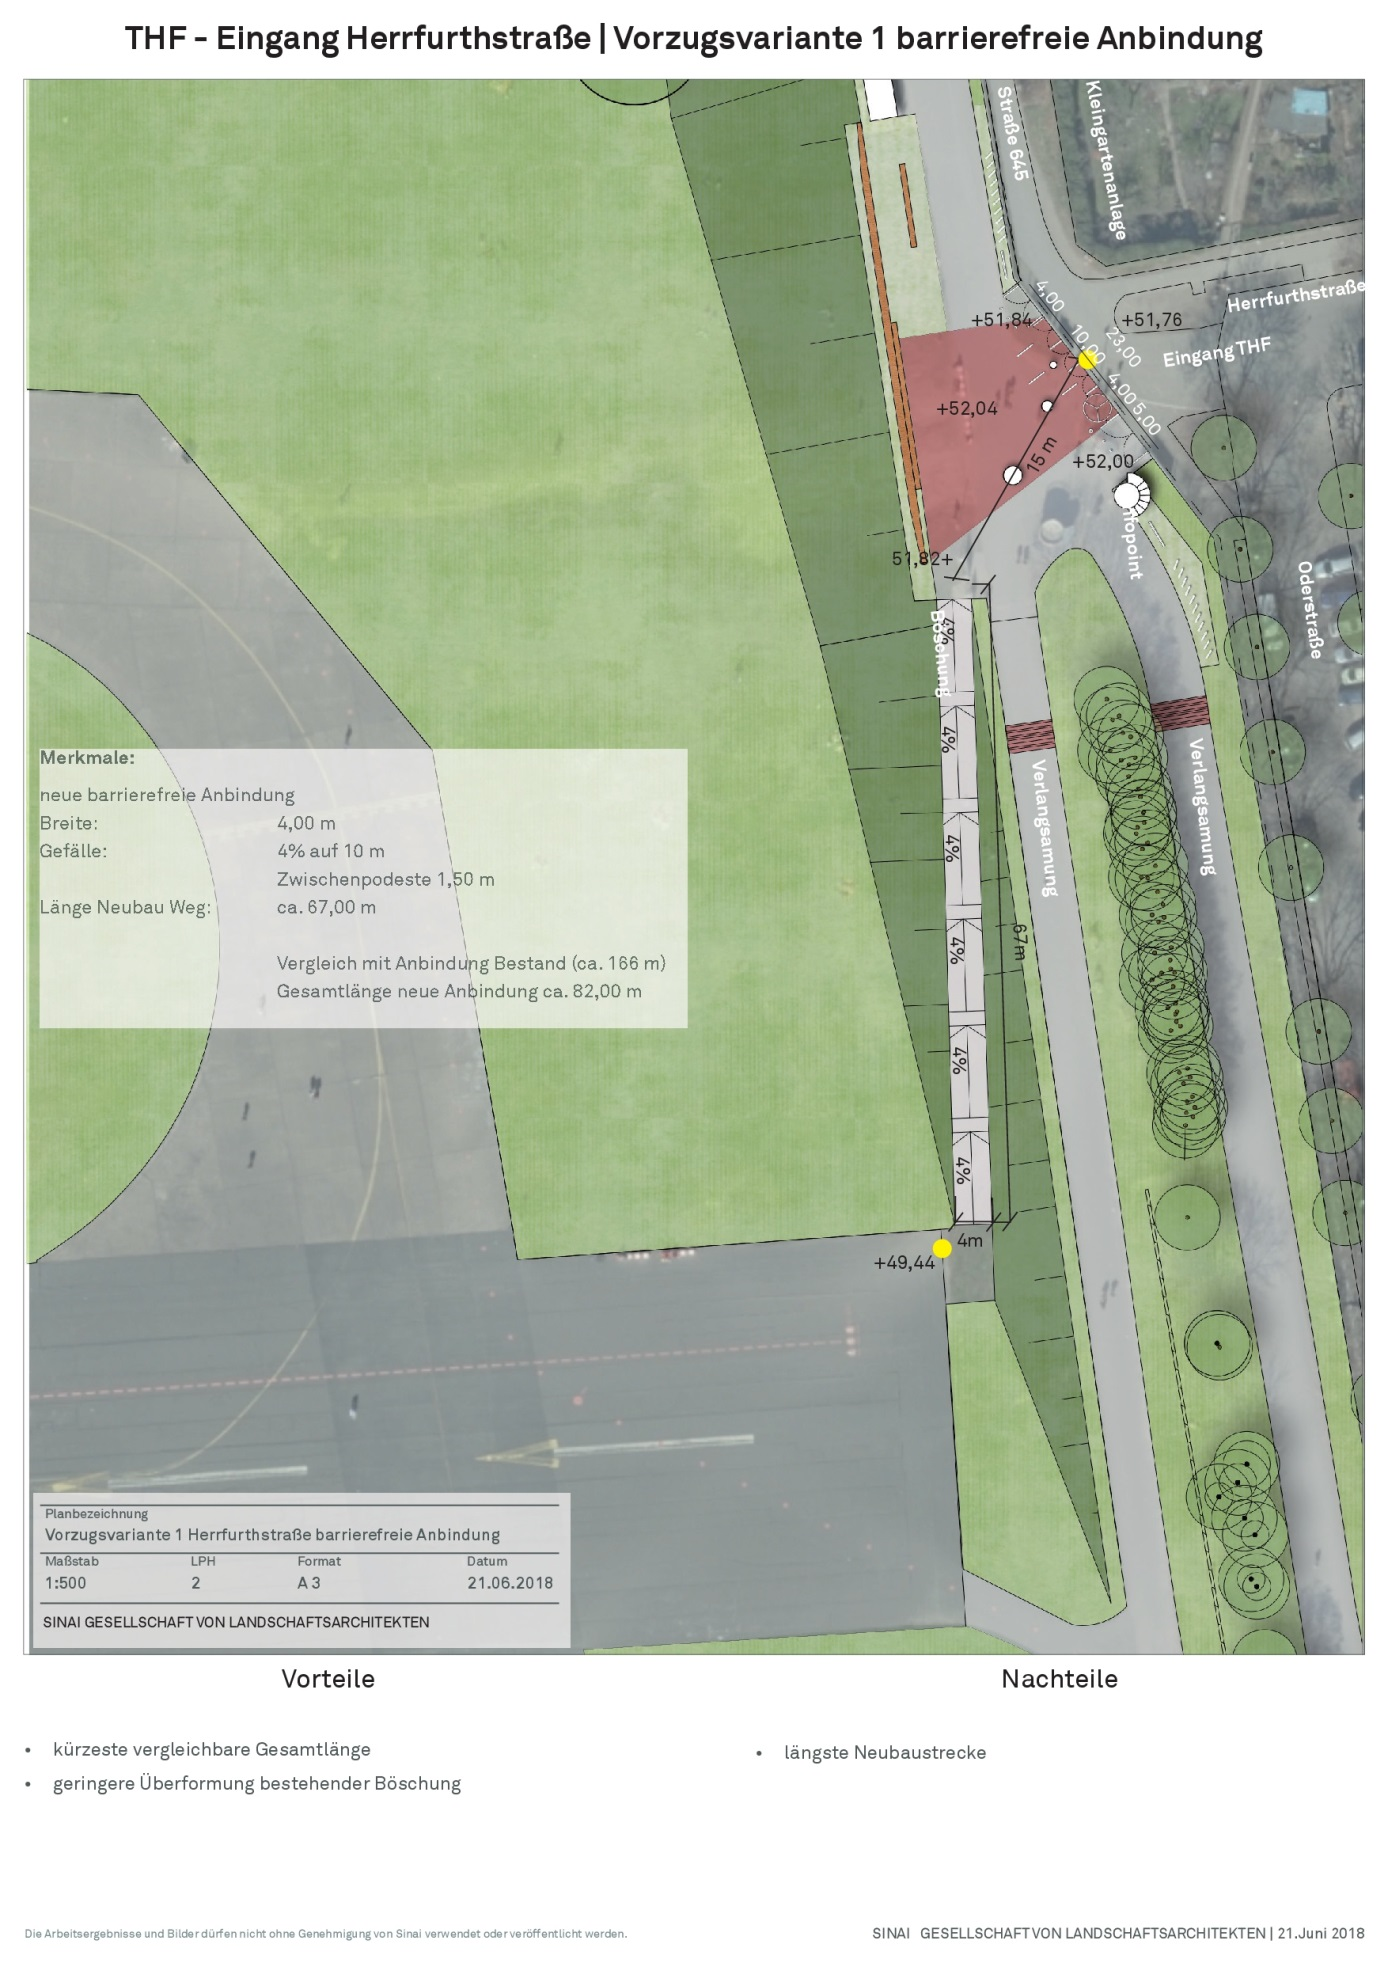 THF - Eingang Herrfurthstraße | Vorzugsvariante 1 barrierefreie Anbindung
Straße 645
Kleingartenanlage
Herrfurthstraße
Eingang THF
4,00
+51,84
+51,76
10,00
23,00
4,00
5,00
+52,04
15 m
+52,00
Infopoint
51,82+
Oderstraße
Böschung
4%
4%
4%
4%
4%
4%
67m
Verlangsamung
Verlangsamung
4m
+49,44
Merkmale:
neue barrierefreie Anbindung
Breite: 4,00 m
Gefälle: 4% auf 10 m
Zwischenpodeste 1,50 m
Länge Neubau Weg: ca. 67,00 m
Vergleich mit Anbindung Bestand (ca. 166 m)
Gesamtlänge neue Anbindung ca. 82,00 m
Planbezeichnung
Vorzugsvariante 1 Herrfurthstraße barrierefreie Anbindung
Maßstab LPH Format Datum
1:500 2 A 3 21.06.2018
SINAI GESELLSCHAFT VON LANDSCHAFTSARCHITEKTEN
Vorteile
• kürzeste vergleichbare Gesamtlänge
• geringere Überformung bestehender Böschung
Nachteile
• längste Neubaustrecke
Die Arbeitsergebnisse und Bilder dürfen nicht ohne Genehmigung von Sinai verwendet oder veröffentlicht werden.
SINAI GESELLSCHAFT VON LANDSCHAFTSARCHITEKTEN | 21.Juni 2018